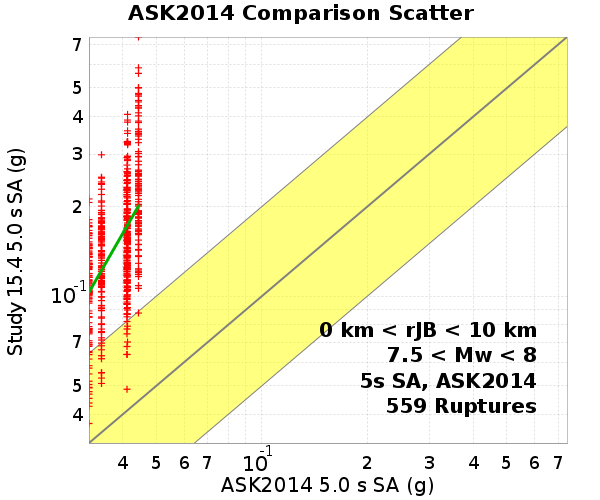 ASK2014 Comparison Scatter
Study 15.4 5.0 s SA (g)
7
5
4
3
2
10-1
7
5
4
0 km < rJB < 10 km
7.5 < Mw < 8
5s SA, ASK2014
559 Ruptures
4 5 6 7 10-1 2 3 4 5 6 7
ASK2014 5.0 s SA (g)